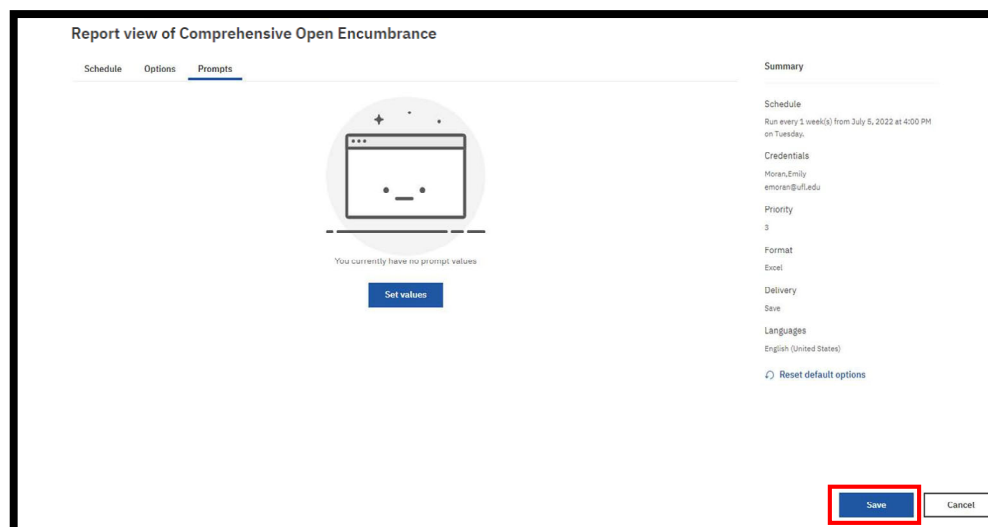 Report view of Comprehensive Open Encumbrance
Schedule Options Prompts
You currently have no prompt values
Set values
Summary
Schedule
Run every 1 week(s) from July 5, 2022 at 4:00 PM
on Tuesday.
Credentials
Moran,Emily
emoran@ufl.edu
Priority
3
Format
Excel
Delivery
Save
Languages
English (United States)
Reset default options
Save Cancel